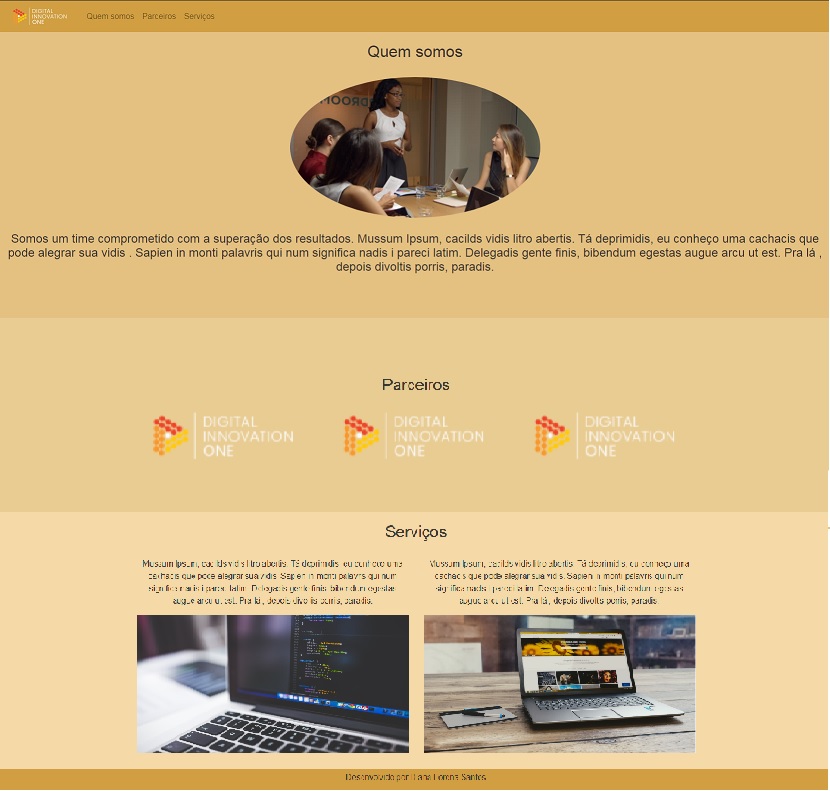 DIGITAL
INNOVATION
ONE
Quem somos Parceiros Serviços
Quem somos
Somos um time comprometido com a superação dos resultados. Mussum Ipsum, cacilds vidis litro abertis. Tá deprimidis, eu conheço uma cachacis que
pode alegrar sua vidis . Sapien in monti palavris qui num significa nadis i pareci latim. Delegadis gente finis, bibendum egestas augue arcu ut est. Pra lá ,
depois divoltis porris, paradis.
Parceiros
DIGITAL
INNOVATION
ONE
DIGITAL
INNOVATION
ONE
DIGITAL
INNOVATION
ONE
Serviços
Mussum Ipsum, cacilds vidis litro abertis. Tá deprimidis, eu conheço uma
cachacis que pode alegrar sua vidis. Sapien in monti palavris qui num
significa nadis i pareci latim. Delegadis gente finis, bibendum egestas
augue arcu ut est. Pra lá , depois divoltis porris, paradis.
Mussum Ipsum, cacilds vidis litro abertis. Tá deprimidis, eu conheço uma
cachacis que pode alegrar sua vidis. Sapien in monti palavris qui num
significa nadis i pareci latim. Delegadis gente finis, bibendum egestas
augue arcu ut est. Pra lá , depois divoltis porris, paradis.
Desenvolvido por Santos